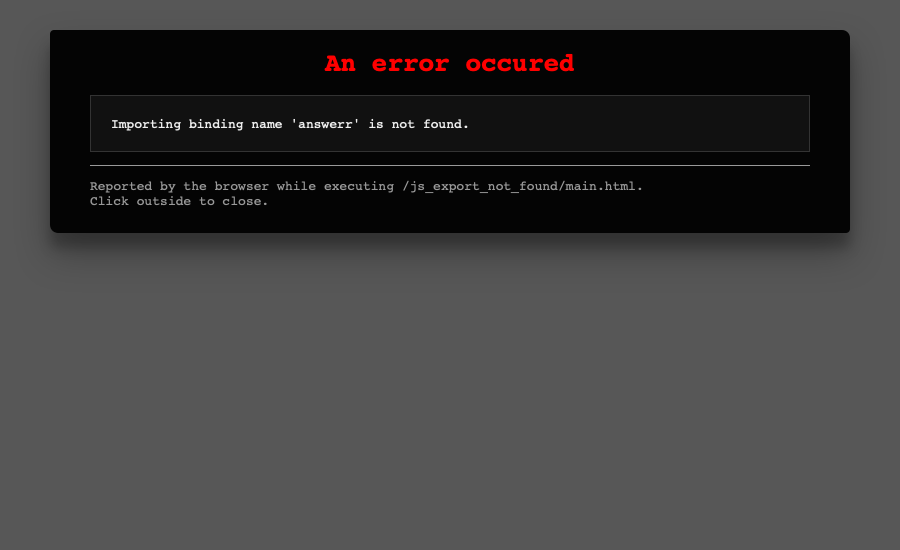 An error occured
Importing binding name 'answerr' is not found.
Reported by the browser while executing /js_export_not_found/main.html.
Click outside to close.